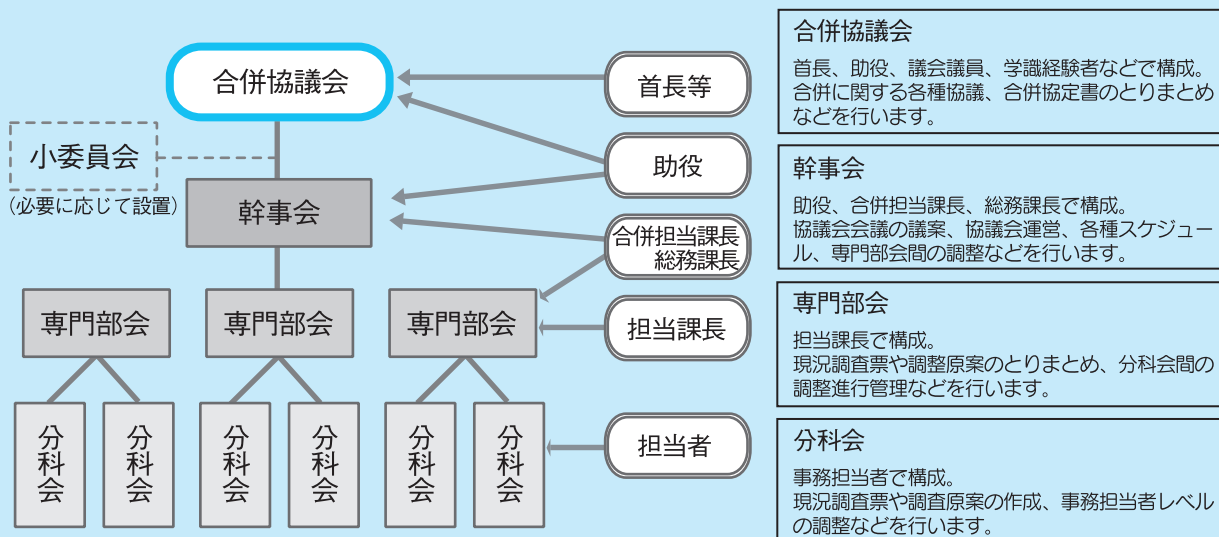 合併協議会
小委員会
(必要に応じて設置)
幹事会
専門部会
専門部会
専門部会
分科会
分科会
分科会
分科会
分科会
分科会
首長等
助役
合併担当課長
総務課長
担当課長
担当者
合併協議会
首長、助役、議会議員、学識経験者などで構成。
合併に関する各種協議、合併協定書のとりまとめ
などを行います。
幹事会
助役、合併担当課長、総務課長で構成。
協議会会議の議案、協議会運営、各種スケジュー
ル、専門部会間の調整などを行います。
専門部会
担当課長で構成。
現況調査票や調整原案のとりまとめ、分科会間の
調整進行管理などを行います。
分科会
事務担当者で構成。
現況調査票や調査原案の作成、事務担当者レベル
の調整などを行います。